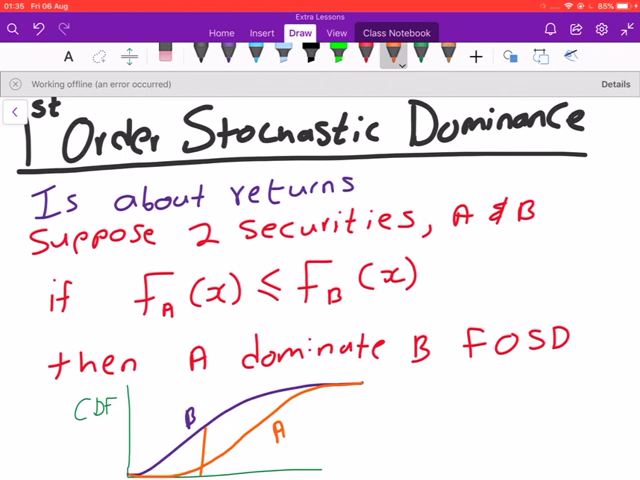 01:35 Fri 06 Aug
Extra Lessons
85%
Home Insert Draw View Class Notebook
Working offline (an error occurred) Details
1st Order Stochastic Dominance
Is about returns
Suppose 2 securities, A & B
if F_A (x) ≤ F_B (x)
then A dominate B FOSD
CDF
B
A